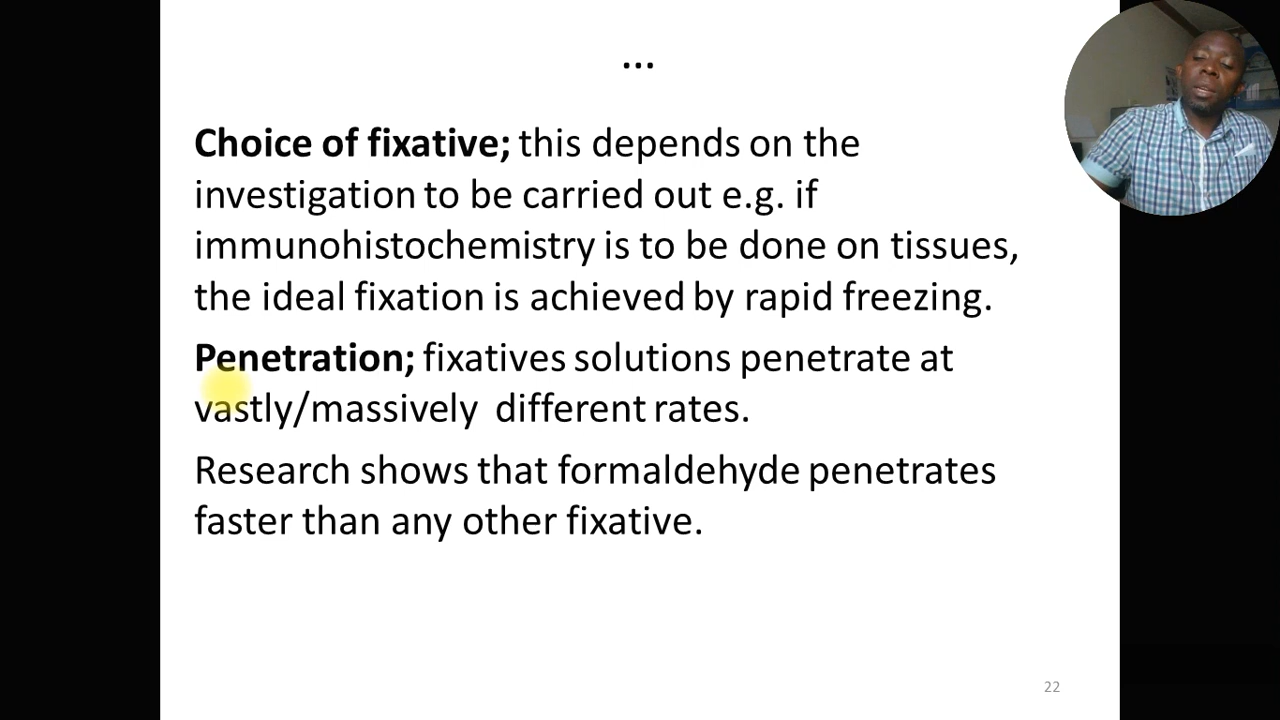 ...
Choice of fixative; this depends on the
investigation to be carried out e.g. if
immunohistochemistry is to be done on tissues,
the ideal fixation is achieved by rapid freezing.
Penetration; fixatives solutions penetrate at
vastly/massively different rates.
Research shows that formaldehyde penetrates
faster than any other fixative.
22